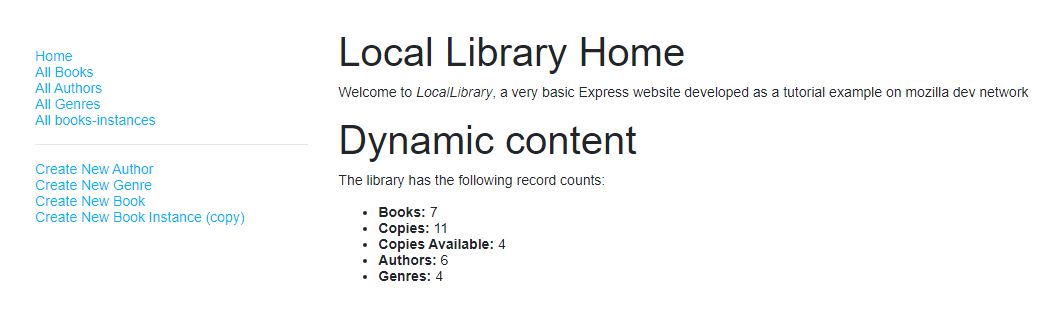 Home
All Books
All Authors
All Genres
All books-instances
Create New Author
Create New Genre
Create New Book
Create New Book Instance (copy)
Local Library Home
Welcome to LocalLibrary, a very basic Express website developed as a tutorial example on mozilla dev network
Dynamic content
The library has the following record counts:
Books: 7
Copies: 11
Copies Available: 4
Authors: 6
Genres: 4